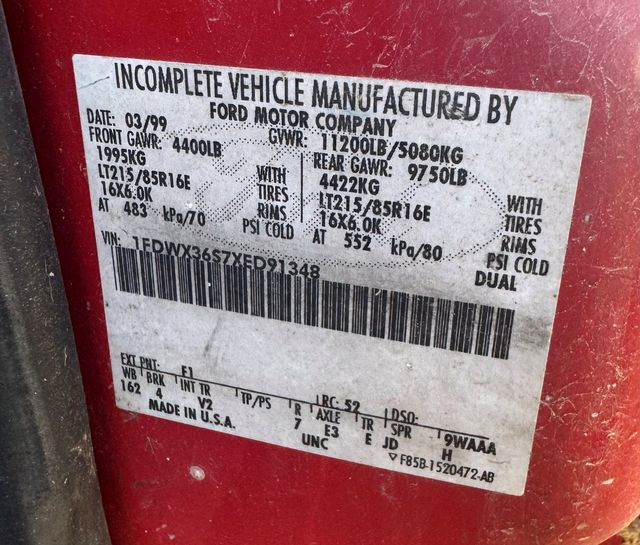 INCOMPLETE VEHICLE MANUFACTURED BY
FORD MOTOR COMPANY
DATE: 03/99 GVWR: 11200LB/5080KG
FRONT GAWR: 4400LB REAR GAWR: 9750LB
1995KG WITH 4422KG WITH
LT215/85R16E TIRES LT215/85R16E TIRES
16X6.0K RIMS 16X6.0K RIMS
AT 483 kPa/70 PSI COLD AT 552 kPa/80 PSI COLD
DUAL
VIN: 1FDWX36S7XED91348
EXT PNT: E1 RC: 52 DSO:
WB BRK INT TR TP/PS R AXLE TR SPR 9WAAA
162 4 V2 7 E3 E JD H
MADE IN U.S.A. UNC
▽ F85B-1520472-AB